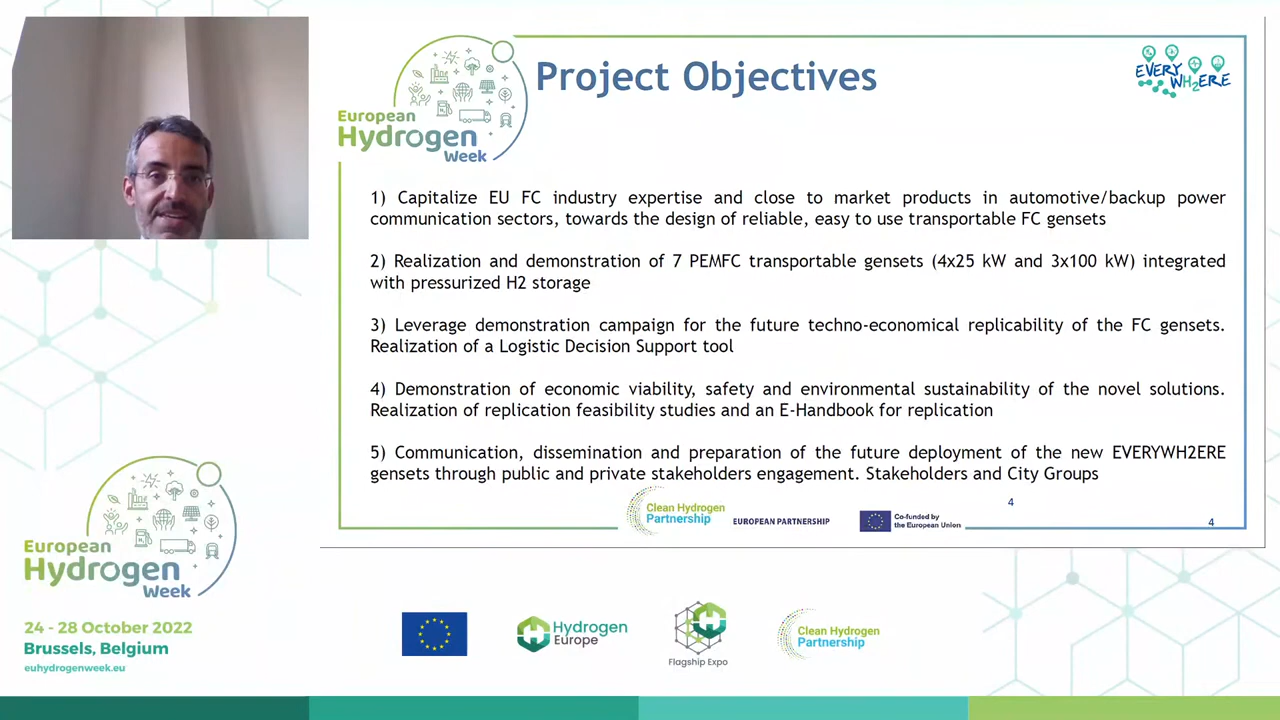 European
Hydrogen
Week
Project Objectives
EVERY
WH2ERE
1) Capitalize EU FC industry expertise and close to market products in automotive/backup power
communication sectors, towards the design of reliable, easy to use transportable FC gensets
2) Realization and demonstration of 7 PEMFC transportable gensets (4x25 kW and 3x100 kW) integrated
with pressurized H2 storage
3) Leverage demonstration campaign for the future techno-economical replicability of the FC gensets.
Realization of a Logistic Decision Support tool
4) Demonstration of economic viability, safety and environmental sustainability of the novel solutions.
Realization of replication feasibility studies and an E-Handbook for replication
5) Communication, dissemination and preparation of the future deployment of the new EVERYWH2ERE
gensets through public and private stakeholders engagement. Stakeholders and City Groups
4
Clean Hydrogen
Partnership
EUROPEAN PARTNERSHIP
Co-funded by
the European Union
4
European
Hydrogen
Week
24 - 28 October 2022
Brussels, Belgium
euhydrogenweek.eu
Hydrogen
Europe
Flagship Expo
Clean Hydrogen
Partnership